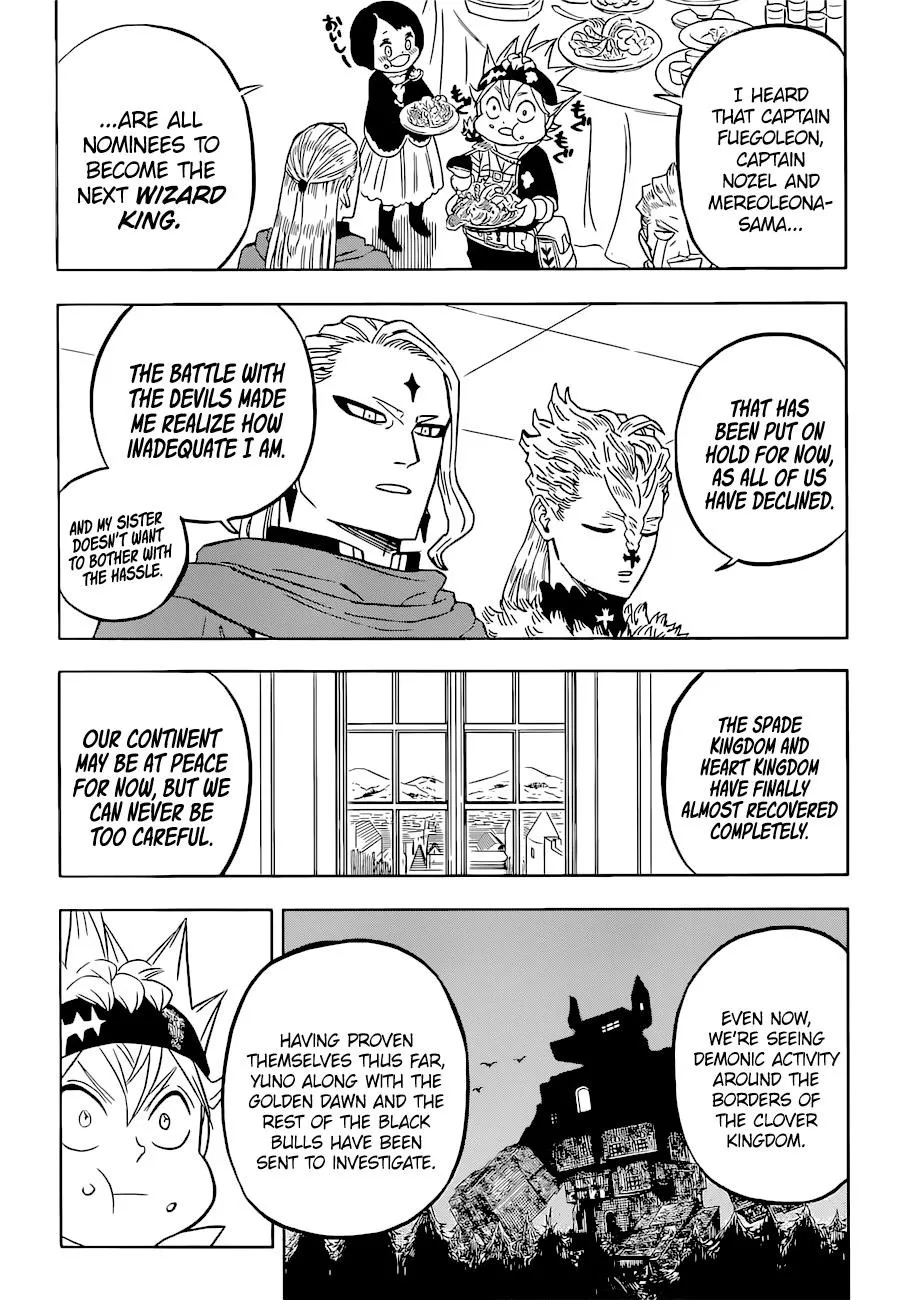 I HEARD
THAT CAPTAIN
FUEGOLEON,
CAPTAIN
NOZEL AND
MEREOLEONA-
SAMA...
おいし
もぎ
もぎ
...ARE ALL
NOMINEES TO
BECOME THE
NEXT WIZARD
KING.
THAT HAS
BEEN PUT ON
HOLD FOR NOW,
AS ALL OF US
HAVE DECLINED.
THE BATTLE WITH
THE DEVILS MADE
ME REALIZE HOW
INADEQUATE I AM.
AND MY SISTER
DOESN'T WANT
TO BOTHER WITH
THE HASSLE.
THE SPADE
KINGDOM AND
HEART KINGDOM
HAVE FINALLY
ALMOST RECOVERED
COMPLETELY.
OUR CONTINENT
MAY BE AT PEACE
FOR NOW, BUT WE
CAN NEVER BE
TOO CAREFUL.
EVEN NOW,
WE'RE SEEING
DEMONIC ACTIVITY
AROUND THE
BORDERS OF
THE CLOVER
KINGDOM.
HAVING PROVEN
THEMSELVES THUS FAR,
YUNO ALONG WITH THE
GOLDEN DAWN AND THE
REST OF THE BLACK
BULLS HAVE BEEN
SENT TO INVESTIGATE.